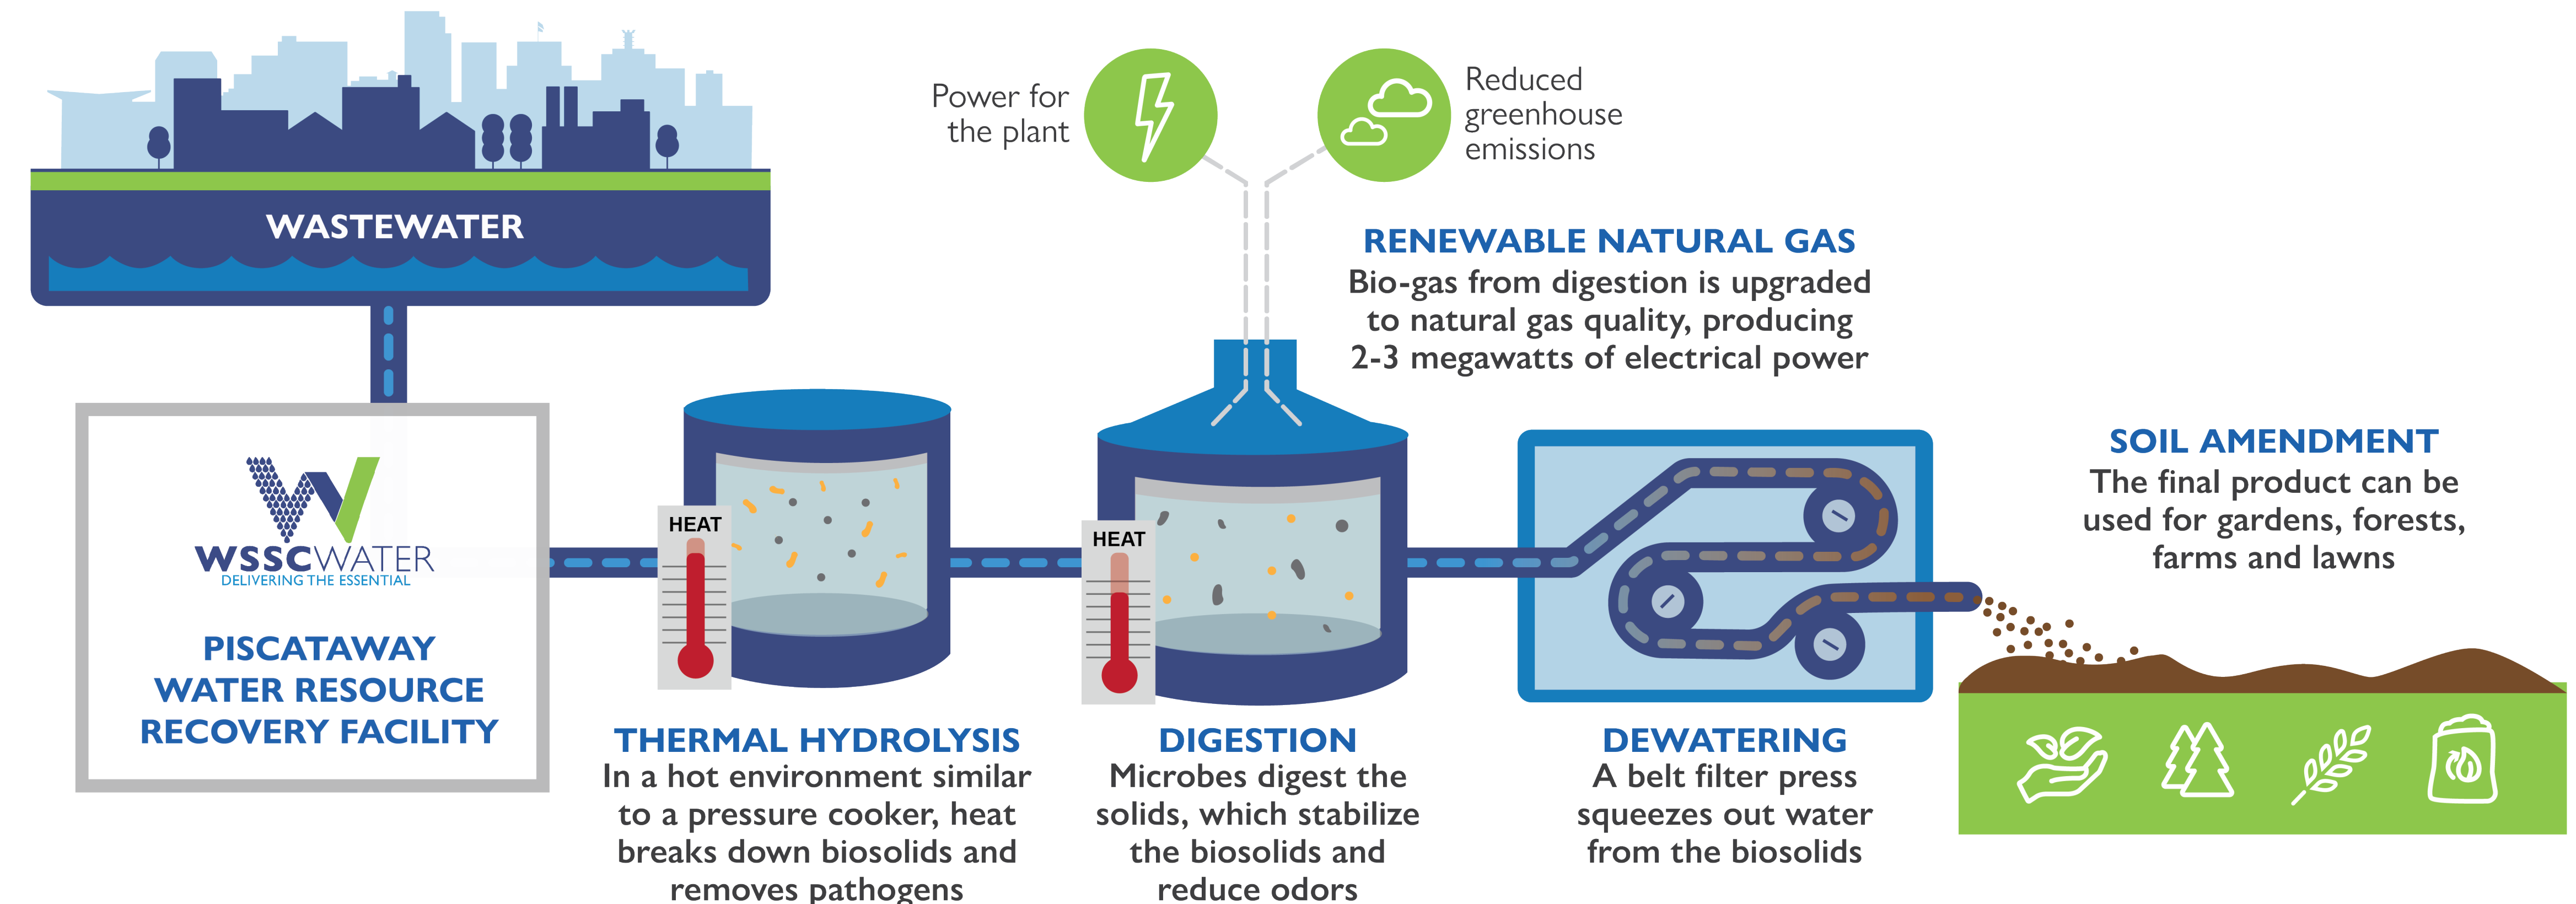 WASTEWATER
Power for
the plant
Reduced
greenhouse
emissions
RENEWABLE NATURAL GAS
Bio-gas from digestion is upgraded
to natural gas quality, producing
2-3 megawatts of electrical power
WSSCWATER
DELIVERING THE ESSENTIAL
PISCATAWAY
WATER RESOURCE
RECOVERY FACILITY
HEAT
THERMAL HYDROLYSIS
In a hot environment similar
to a pressure cooker, heat
breaks down biosolids and
removes pathogens
HEAT
DIGESTION
Microbes digest the
solids, which stabilize
the biosolids and
reduce odors
DEWATERING
A belt filter press
squeezes out water
from the biosolids
SOIL AMENDMENT
The final product can be
used for gardens, forests,
farms and lawns